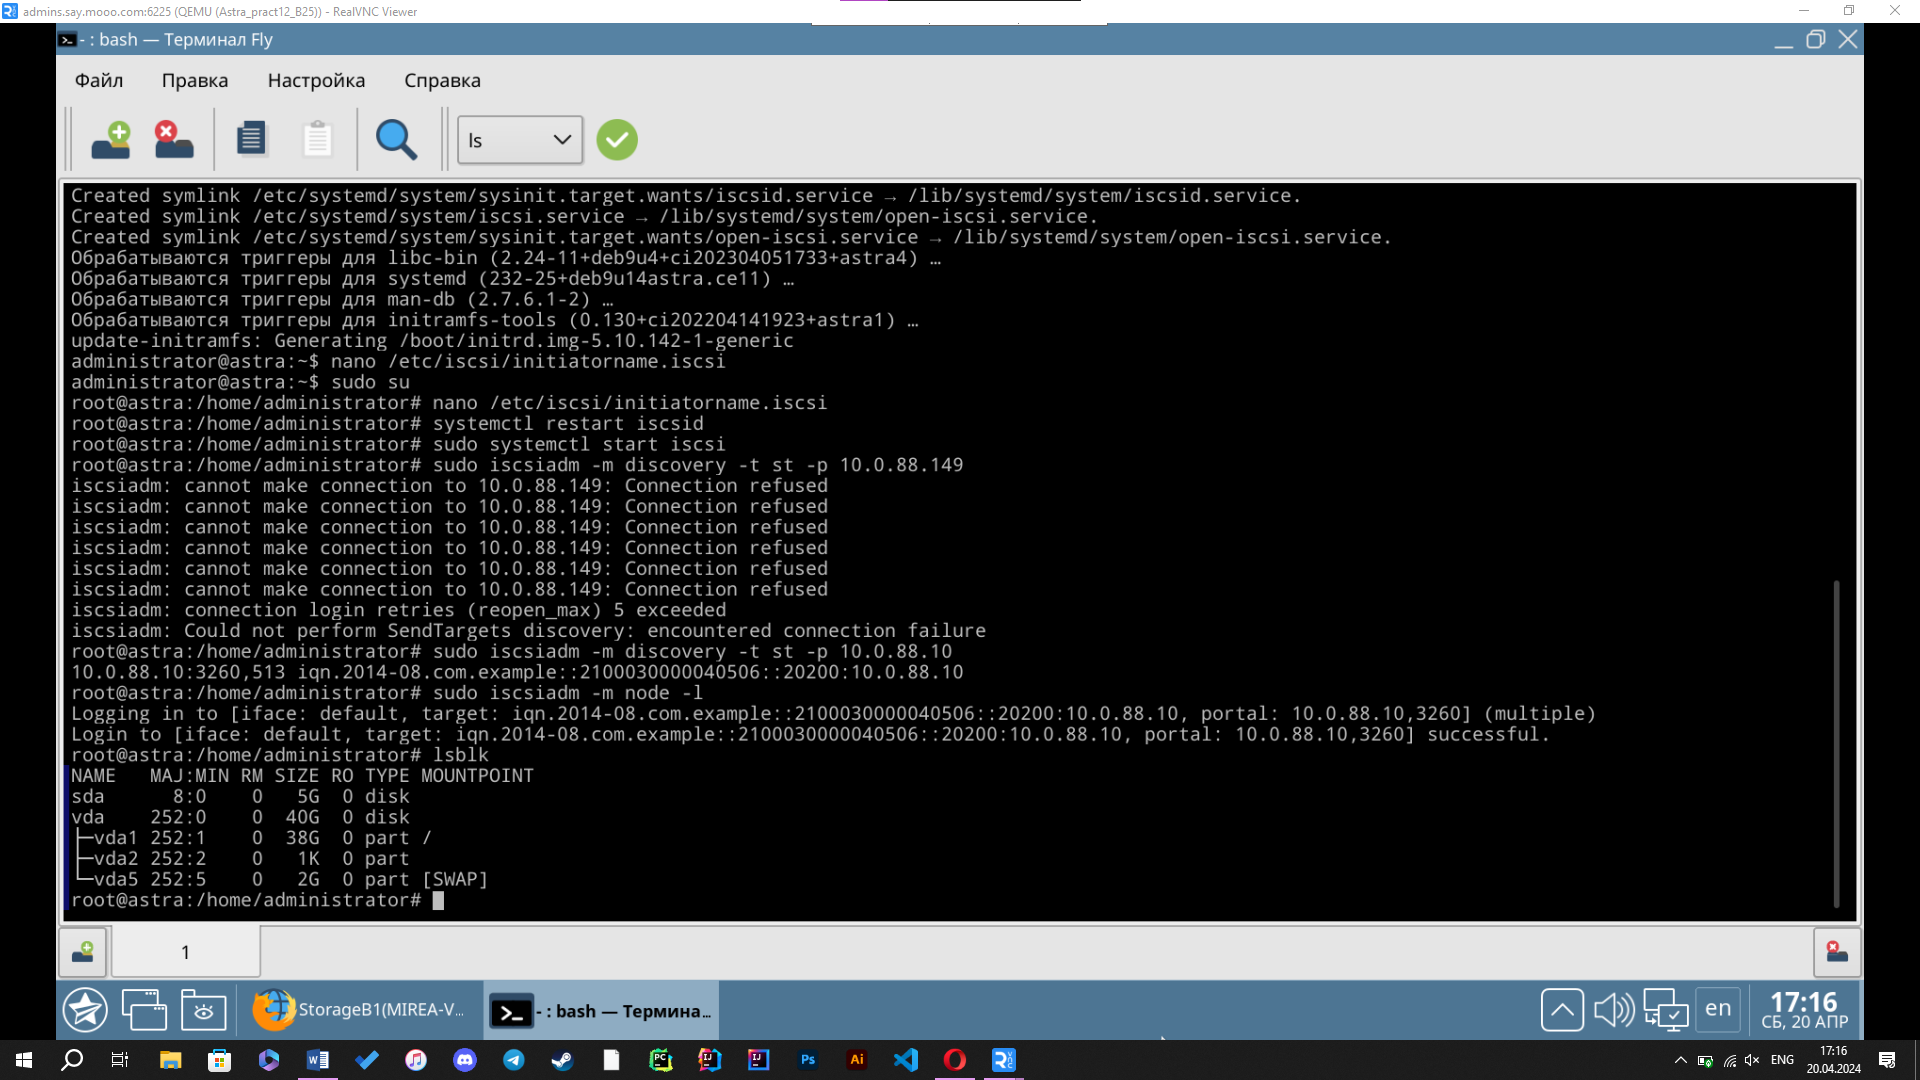 admins.say.mooo.com:6225 (QEMU (Astra_pract12_B25)) - RealVNC Viewer
- : bash — Терминал Fly
Файл Правка Настройка Справка
ls
Created symlink /etc/systemd/system/sysinit.target.wants/iscsid.service → /lib/systemd/system/iscsid.service.
Created symlink /etc/systemd/system/iscsi.service → /lib/systemd/system/open-iscsi.service.
Created symlink /etc/systemd/system/sysinit.target.wants/open-iscsi.service → /lib/systemd/system/open-iscsi.service.
Обрабатываются триггеры для libc-bin (2.24-11+deb9u4+ci202304051733+astra4) …
Обрабатываются триггеры для systemd (232-25+deb9u14astra.ce11) …
Обрабатываются триггеры для man-db (2.7.6.1-2) …
Обрабатываются триггеры для initramfs-tools (0.130+ci202204141923+astra1) …
update-initramfs: Generating /boot/initrd.img-5.10.142-1-generic
administrator@astra:~$ nano /etc/iscsi/initiatorname.iscsi
administrator@astra:~$ sudo su
root@astra:/home/administrator# nano /etc/iscsi/initiatorname.iscsi
root@astra:/home/administrator# systemctl restart iscsid
root@astra:/home/administrator# sudo systemctl start iscsi
root@astra:/home/administrator# sudo iscsiadm -m discovery -t st -p 10.0.88.149
iscsiadm: cannot make connection to 10.0.88.149: Connection refused
iscsiadm: cannot make connection to 10.0.88.149: Connection refused
iscsiadm: cannot make connection to 10.0.88.149: Connection refused
iscsiadm: cannot make connection to 10.0.88.149: Connection refused
iscsiadm: cannot make connection to 10.0.88.149: Connection refused
iscsiadm: cannot make connection to 10.0.88.149: Connection refused
iscsiadm: connection login retries (reopen_max) 5 exceeded
iscsiadm: Could not perform SendTargets discovery: encountered connection failure
root@astra:/home/administrator# sudo iscsiadm -m discovery -t st -p 10.0.88.10
10.0.88.10:3260,513 iqn.2014-08.com.example::2100030000040506::20200:10.0.88.10
root@astra:/home/administrator# sudo iscsiadm -m node -l
Logging in to [iface: default, target: iqn.2014-08.com.example::2100030000040506::20200:10.0.88.10, portal: 10.0.88.10,3260] (multiple)
Login to [iface: default, target: iqn.2014-08.com.example::2100030000040506::20200:10.0.88.10, portal: 10.0.88.10,3260] successful.
root@astra:/home/administrator# lsblk
NAME   MAJ:MIN RM SIZE RO TYPE MOUNTPOINT
sda      8:0    0   5G  0 disk
vda    252:0    0  40G  0 disk
├─vda1 252:1    0  38G  0 part /
├─vda2 252:2    0   1K  0 part
└─vda5 252:5    0   2G  0 part [SWAP]
root@astra:/home/administrator#
1
StorageB1(MIREA-V...
- : bash — Термина...
en
17:16
СБ, 20 АПР
ENG
17:16
20.04.2024